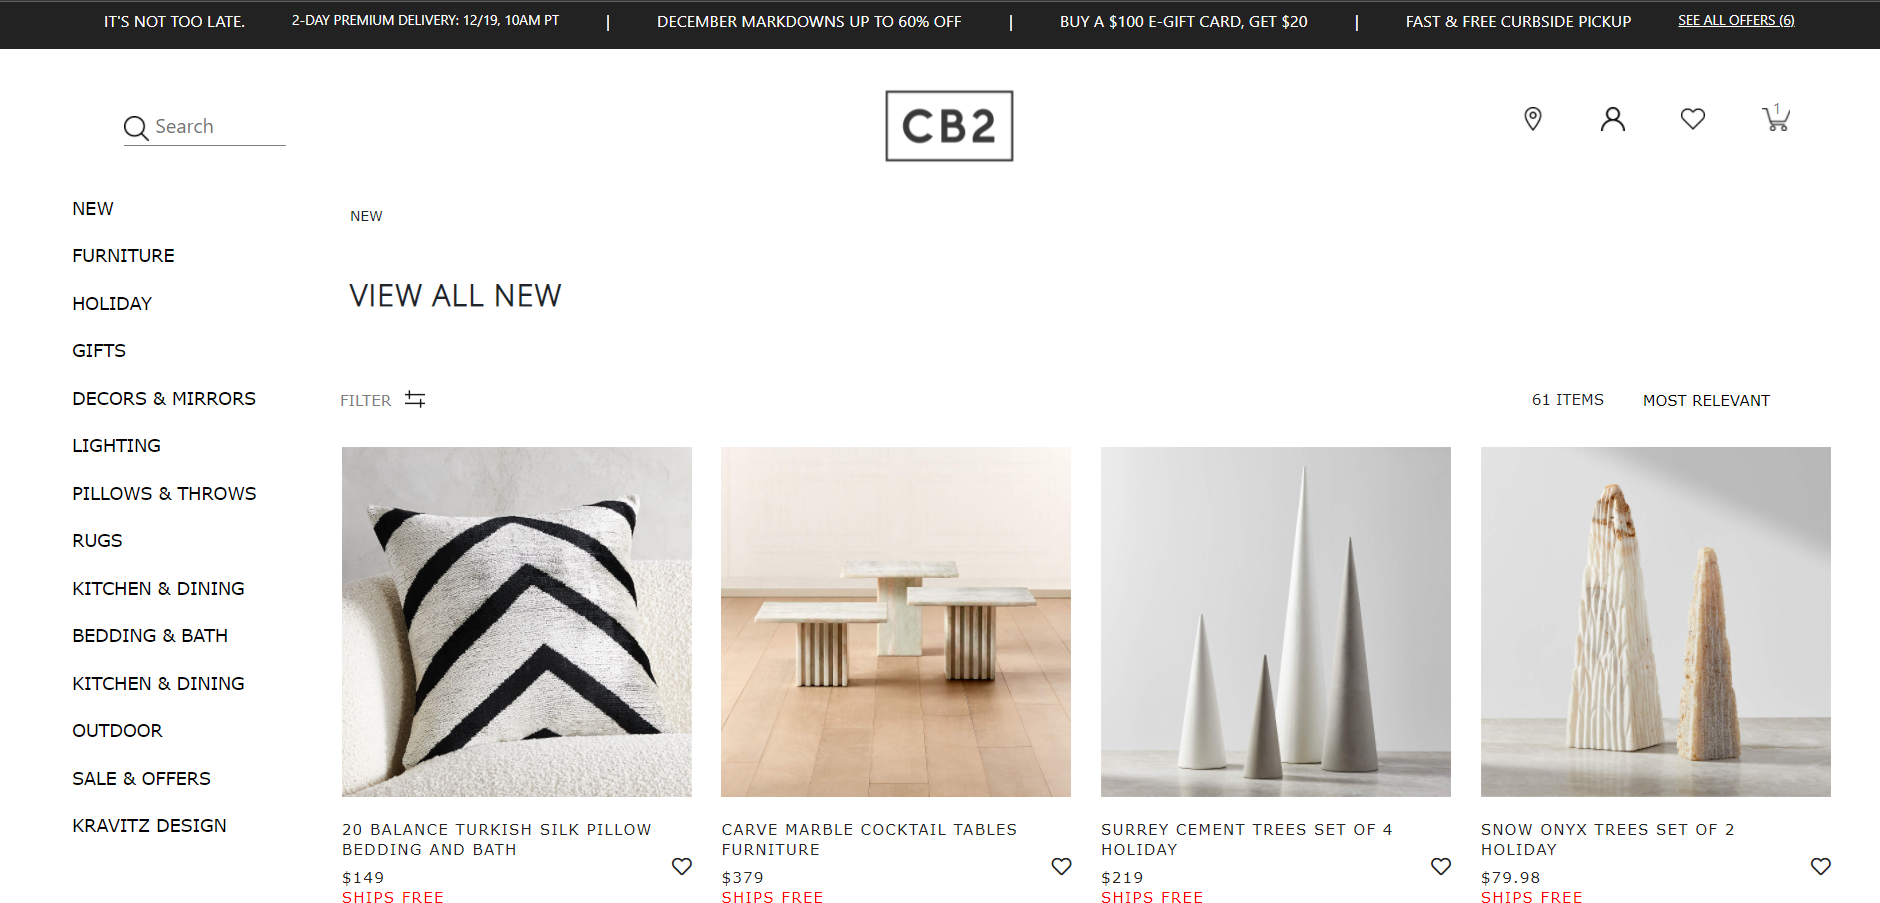 IT'S NOT TOO LATE. 2-DAY PREMIUM DELIVERY: 12/19, 10AM PT | DECEMBER MARKDOWNS UP TO 60% OFF | BUY A $100 E-GIFT CARD, GET $20 | FAST & FREE CURBSIDE PICKUP SEE ALL OFFERS (6)
Search
CB2
1
NEW
FURNITURE
HOLIDAY
GIFTS
DECORS & MIRRORS
LIGHTING
PILLOWS & THROWS
RUGS
KITCHEN & DINING
BEDDING & BATH
KITCHEN & DINING
OUTDOOR
SALE & OFFERS
KRAVITZ DESIGN
NEW
VIEW ALL NEW
FILTER
61 ITEMS
MOST RELEVANT
20 BALANCE TURKISH SILK PILLOW
BEDDING AND BATH
$149
SHIPS FREE
CARVE MARBLE COCKTAIL TABLES
FURNITURE
$379
SHIPS FREE
SURREY CEMENT TREES SET OF 4
HOLIDAY
$219
SHIPS FREE
SNOW ONYX TREES SET OF 2
HOLIDAY
$79.98
SHIPS FREE